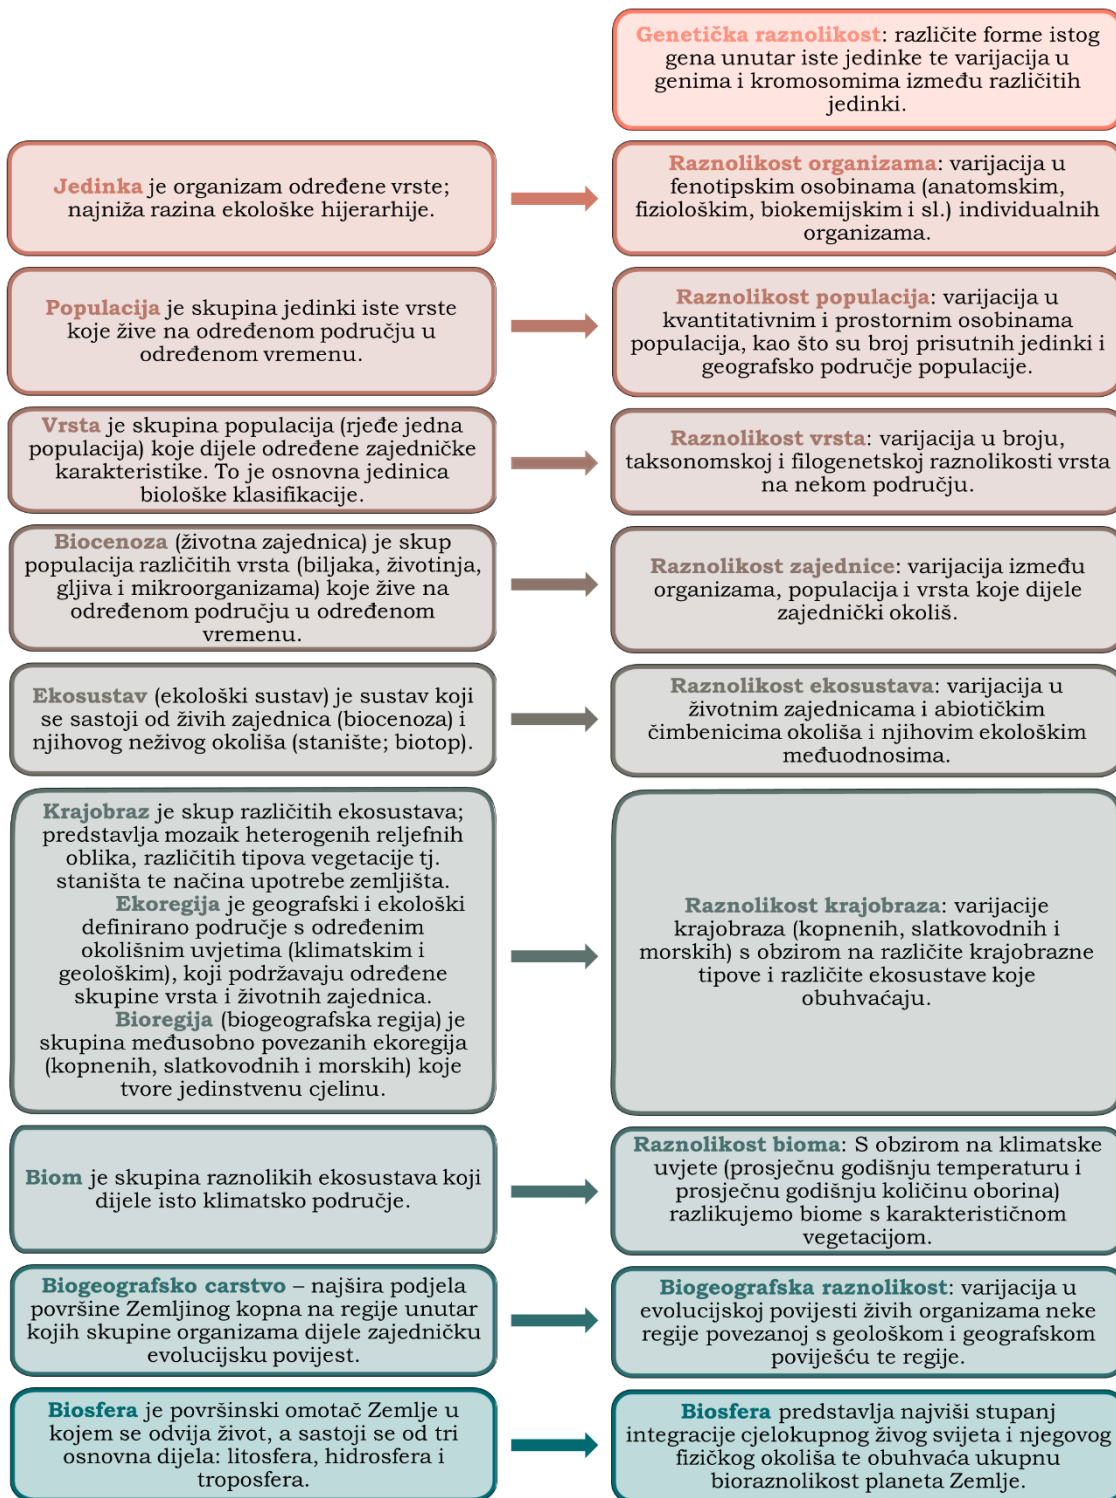 Genetička raznolikost: različite forme istog
gena unutar iste jedinke te varijacija u
genima i kromosomima između različitih
jedinki.
Jedinka je organizam određene vrste;
najniža razina ekološke hijerarhije.
Raznolikost organizama: varijacija u
fenotipskim osobinama (anatomskim,
fiziološkim, biokemijskim i sl.) individualnih
organizama.
Populacija je skupina jedinki iste vrste
koje žive na određenom području u
određenom vremenu.
Raznolikost populacija: varijacija u
kvantitativnim i prostornim osobinama
populacija, kao što su broj prisutnih jedinki i
geografsko područje populacije.
Vrsta je skupina populacija (rjeđe jedna
populacija) koje dijele određene zajedničke
karakteristike. To je osnovna jedinica
biološke klasifikacije.
Raznolikost vrsta: varijacija u broju,
taksonomskoj i filogenetskoj raznolikosti vrsta
na nekom području.
Biocenoza (životna zajednica) je skup
populacija različitih vrsta (biljaka, životinja,
gljiva i mikroorganizama) koje žive na
određenom području u određenom
vremenu.
Raznolikost zajednice: varijacija između
organizama, populacija i vrsta koje dijele
zajednički okoliš.
Ekosustav (ekološki sustav) je sustav koji
se sastoji od živih zajednica (biocenoza) i
njihovog neživog okoliša (stanište; biotop).
Raznolikost ekosustava: varijacija u
životnim zajednicama i abiotičkim
čimbenicima okoliša i njihovim ekološkim
međuodnosima.
Krajobraz je skup različitih ekosustava;
predstavlja mozaik heterogenih reljefnih
oblika, različitih tipova vegetacije tj.
staništa te načina upotrebe zemljišta.
Ekoregija je geografski i ekološki
definirano područje s određenim
okolišnim uvjetima (klimatskim i
geološkim), koji podržavaju određene
skupine vrsta i životnih zajednica.
Bioregija (biogeografska regija) je
skupina međusobno povezanih ekoregija
(kopnenih, slatkovodnih i morskih) koje
tvore jedinstvenu cjelinu.
Raznolikost krajobraza: varijacije
krajobraza (kopnenih, slatkovodnih i
morskih) s obzirom na različite krajobrazne
tipove i različite ekosustave koje
obuhvaćaju.
Biom je skupina raznolikih ekosustava koji
dijele isto klimatsko područje.
Raznolikost bioma: S obzirom na klimatske
uvjete (prosječnu godišnju temperaturu i
prosječnu godišnju količinu oborina)
razlikujemo biome s karakterističnom
vegetacijom.
Biogeografsko carstvo – najšira podjela
površine Zemljinog kopna na regije unutar
kojih skupine organizama dijele zajedničku
evolucijsku povijest.
Biogeografska raznolikost: varijacija u
evolucijskoj povijesti živih organizama neke
regije povezanoj s geološkom i geografskom
poviješću te regije.
Biosfera je površinski omotač Zemlje u
kojem se odvija život, a sastoji se od tri
osnovna dijela: litosfera, hidrosfera i
troposfera.
Biosfera predstavlja najviši stupanj
integracije cjelokupnog živog svijeta i njegovog
fizičkog okoliša te obuhvaća ukupnu
bioraznolikost planeta Zemlje.